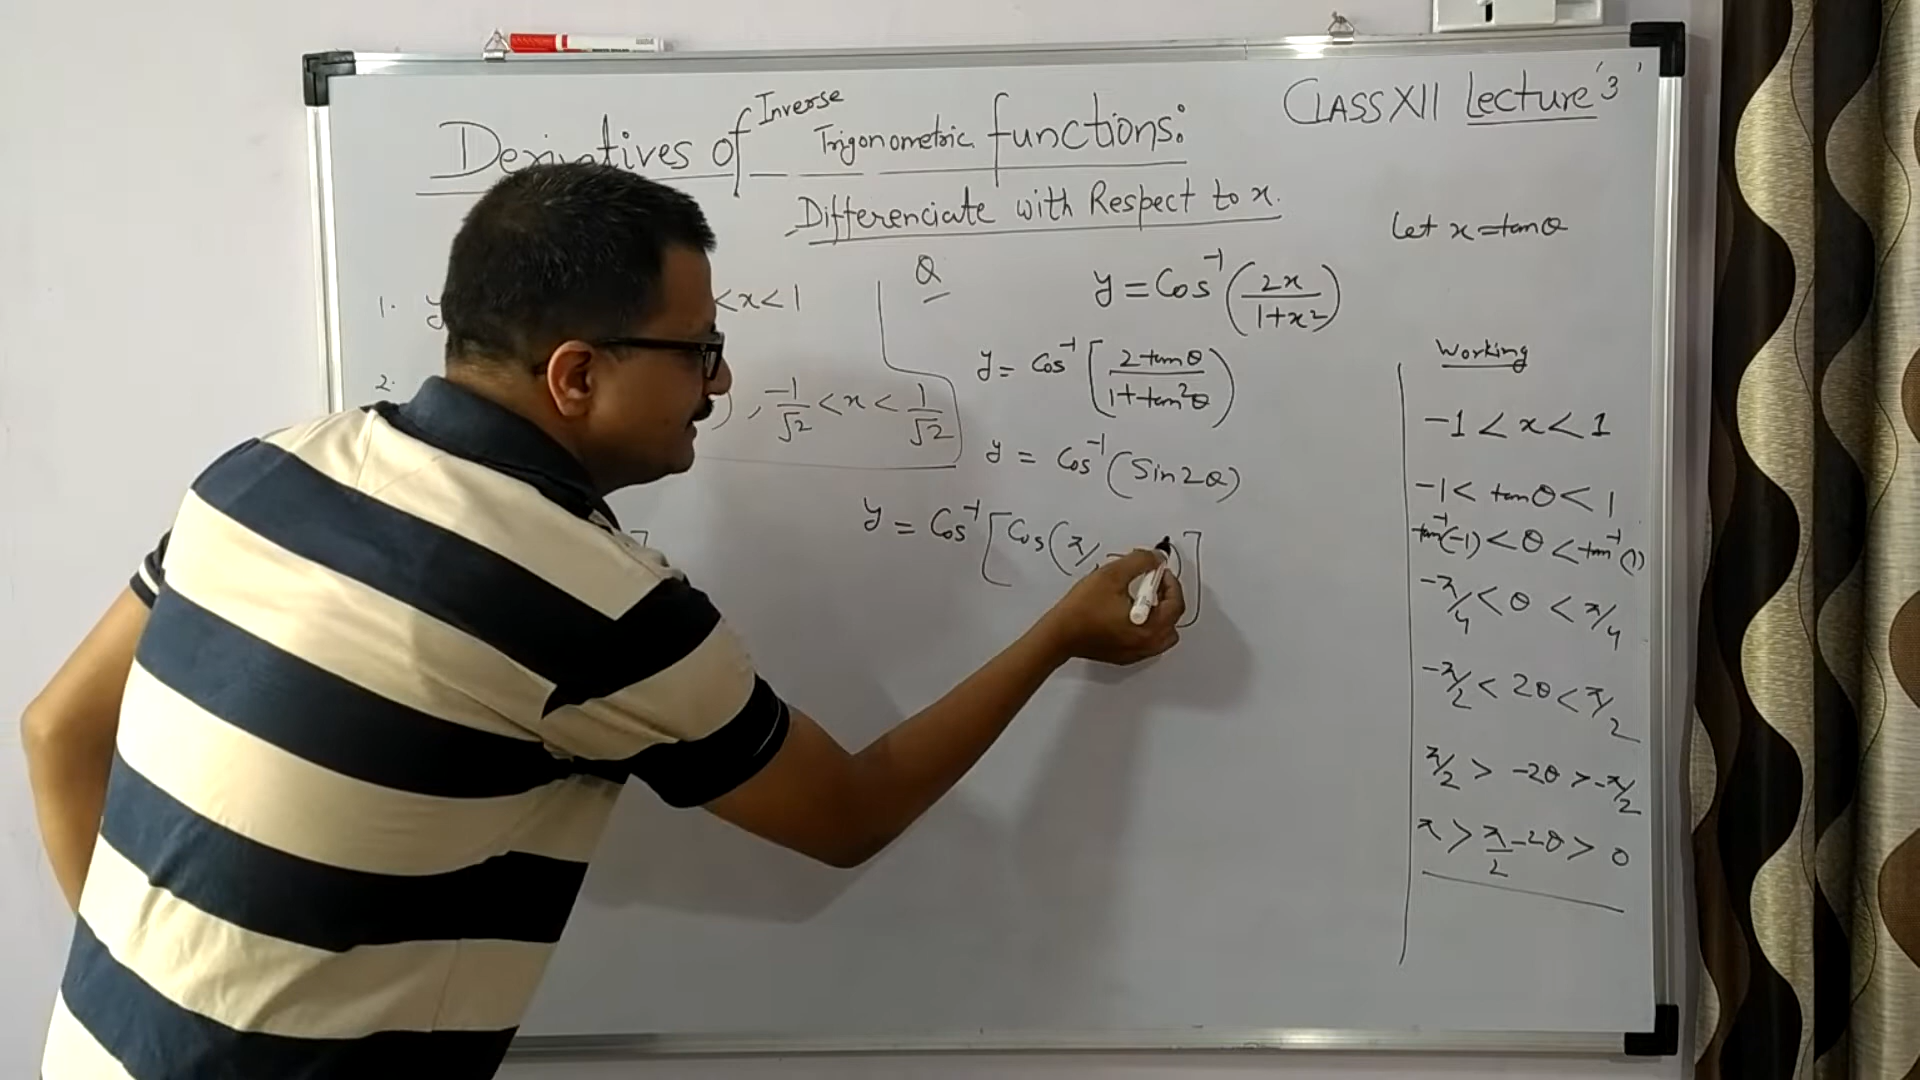 CLASS XII Lecture '3'
Derivatives of Inverse Trigonometric functions:
Differenciate with Respect to x.
Let x = tanθ
Q
1. y <x<1
y = Cos⁻¹(2x/1+x²)
2. ) , -1/√2 < x < 1/√2
y = Cos⁻¹[2 tanθ/1+tan²θ)
y = Cos⁻¹(Sin2θ)
y = Cos⁻¹[Cos(π/
Working
-1 < x < 1
-1 < tanθ < 1
tan⁻¹(-1) < θ < tan⁻¹(1)
-π/4 < θ < π/4
-π/2 < 2θ < π/2
π/2 > -2θ > -π/2
π > π/2 - 2θ > 0